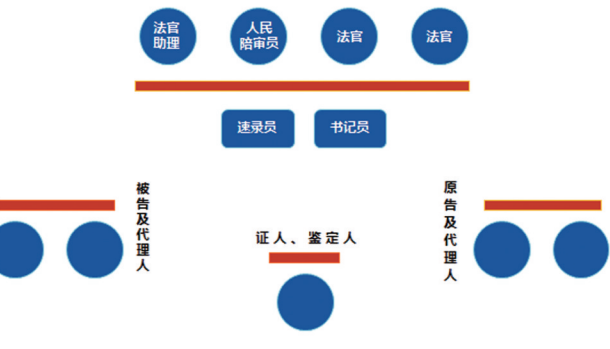 法官
助理
人民
陪审员
法官
法官
速录员
书记员
被告及代理人
原告及代理人
证人、鉴定人